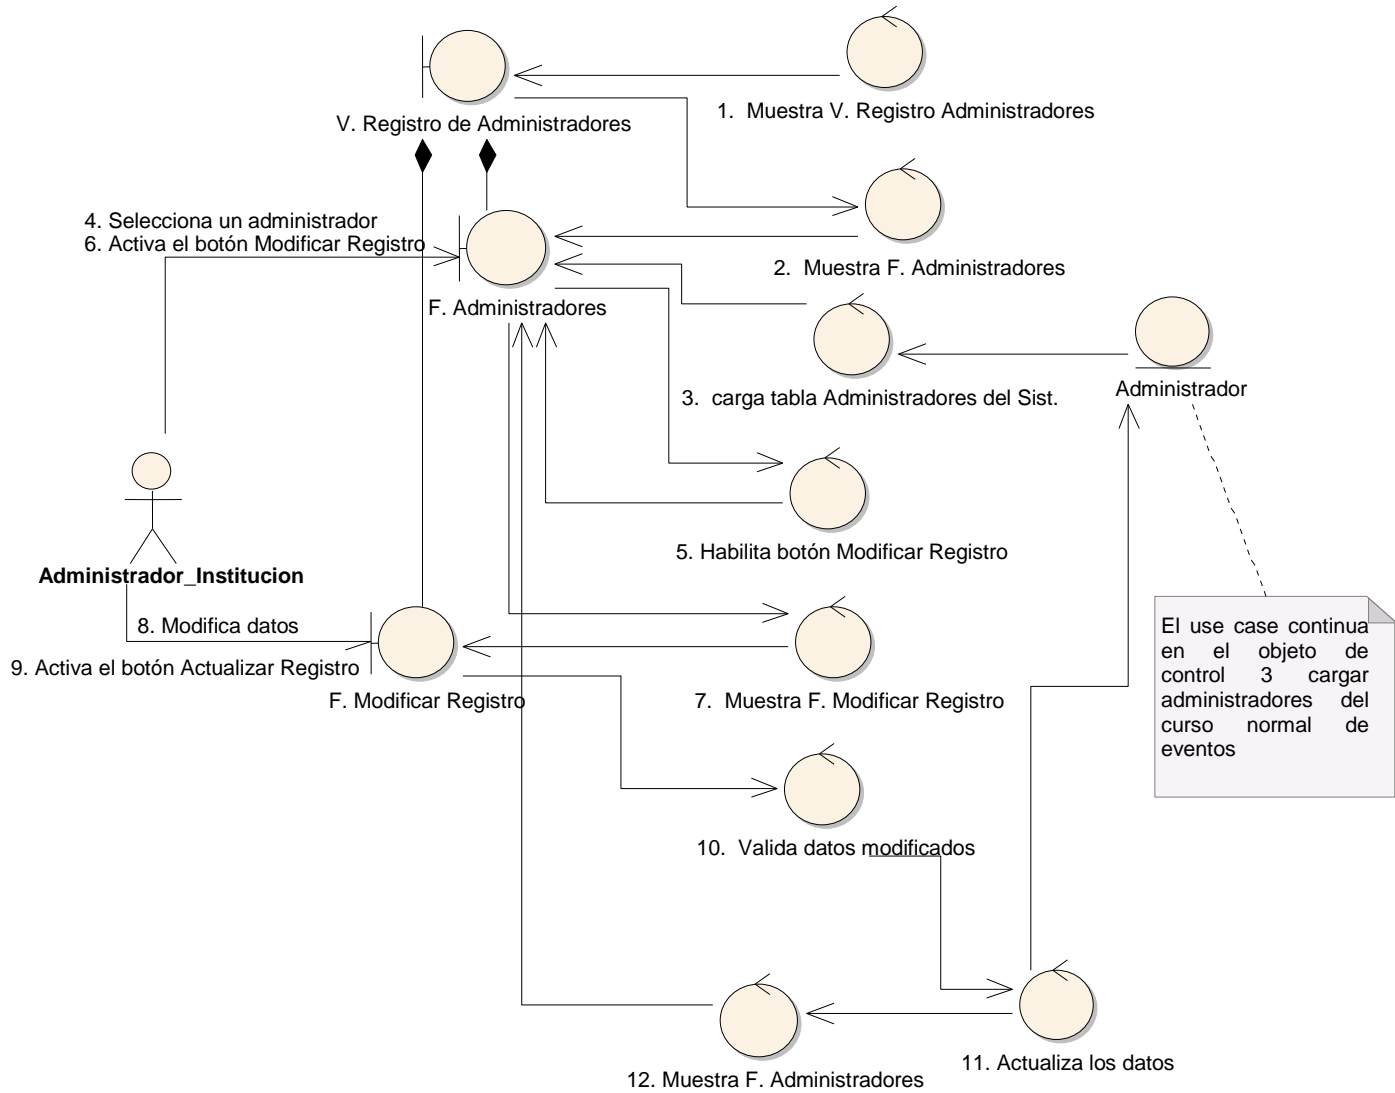 1.  Muestra V. Registro Administradores
V. Registro de Administradores
4. Selecciona un administrador
6. Activa el botón Modificar Registro
2.  Muestra F. Administradores
F. Administradores
3.  carga tabla Administradores del Sist.
Administrador
5. Habilita botón Modificar Registro
Administrador_Institucion
8. Modifica datos
9. Activa el botón Actualizar Registro
F. Modificar Registro
7.  Muestra F. Modificar Registro
El use case continua
en el objeto de
control 3 cargar
administradores del
curso normal de
eventos
10.  Valida datos modificados
11. Actualiza los datos
12. Muestra F. Administradores